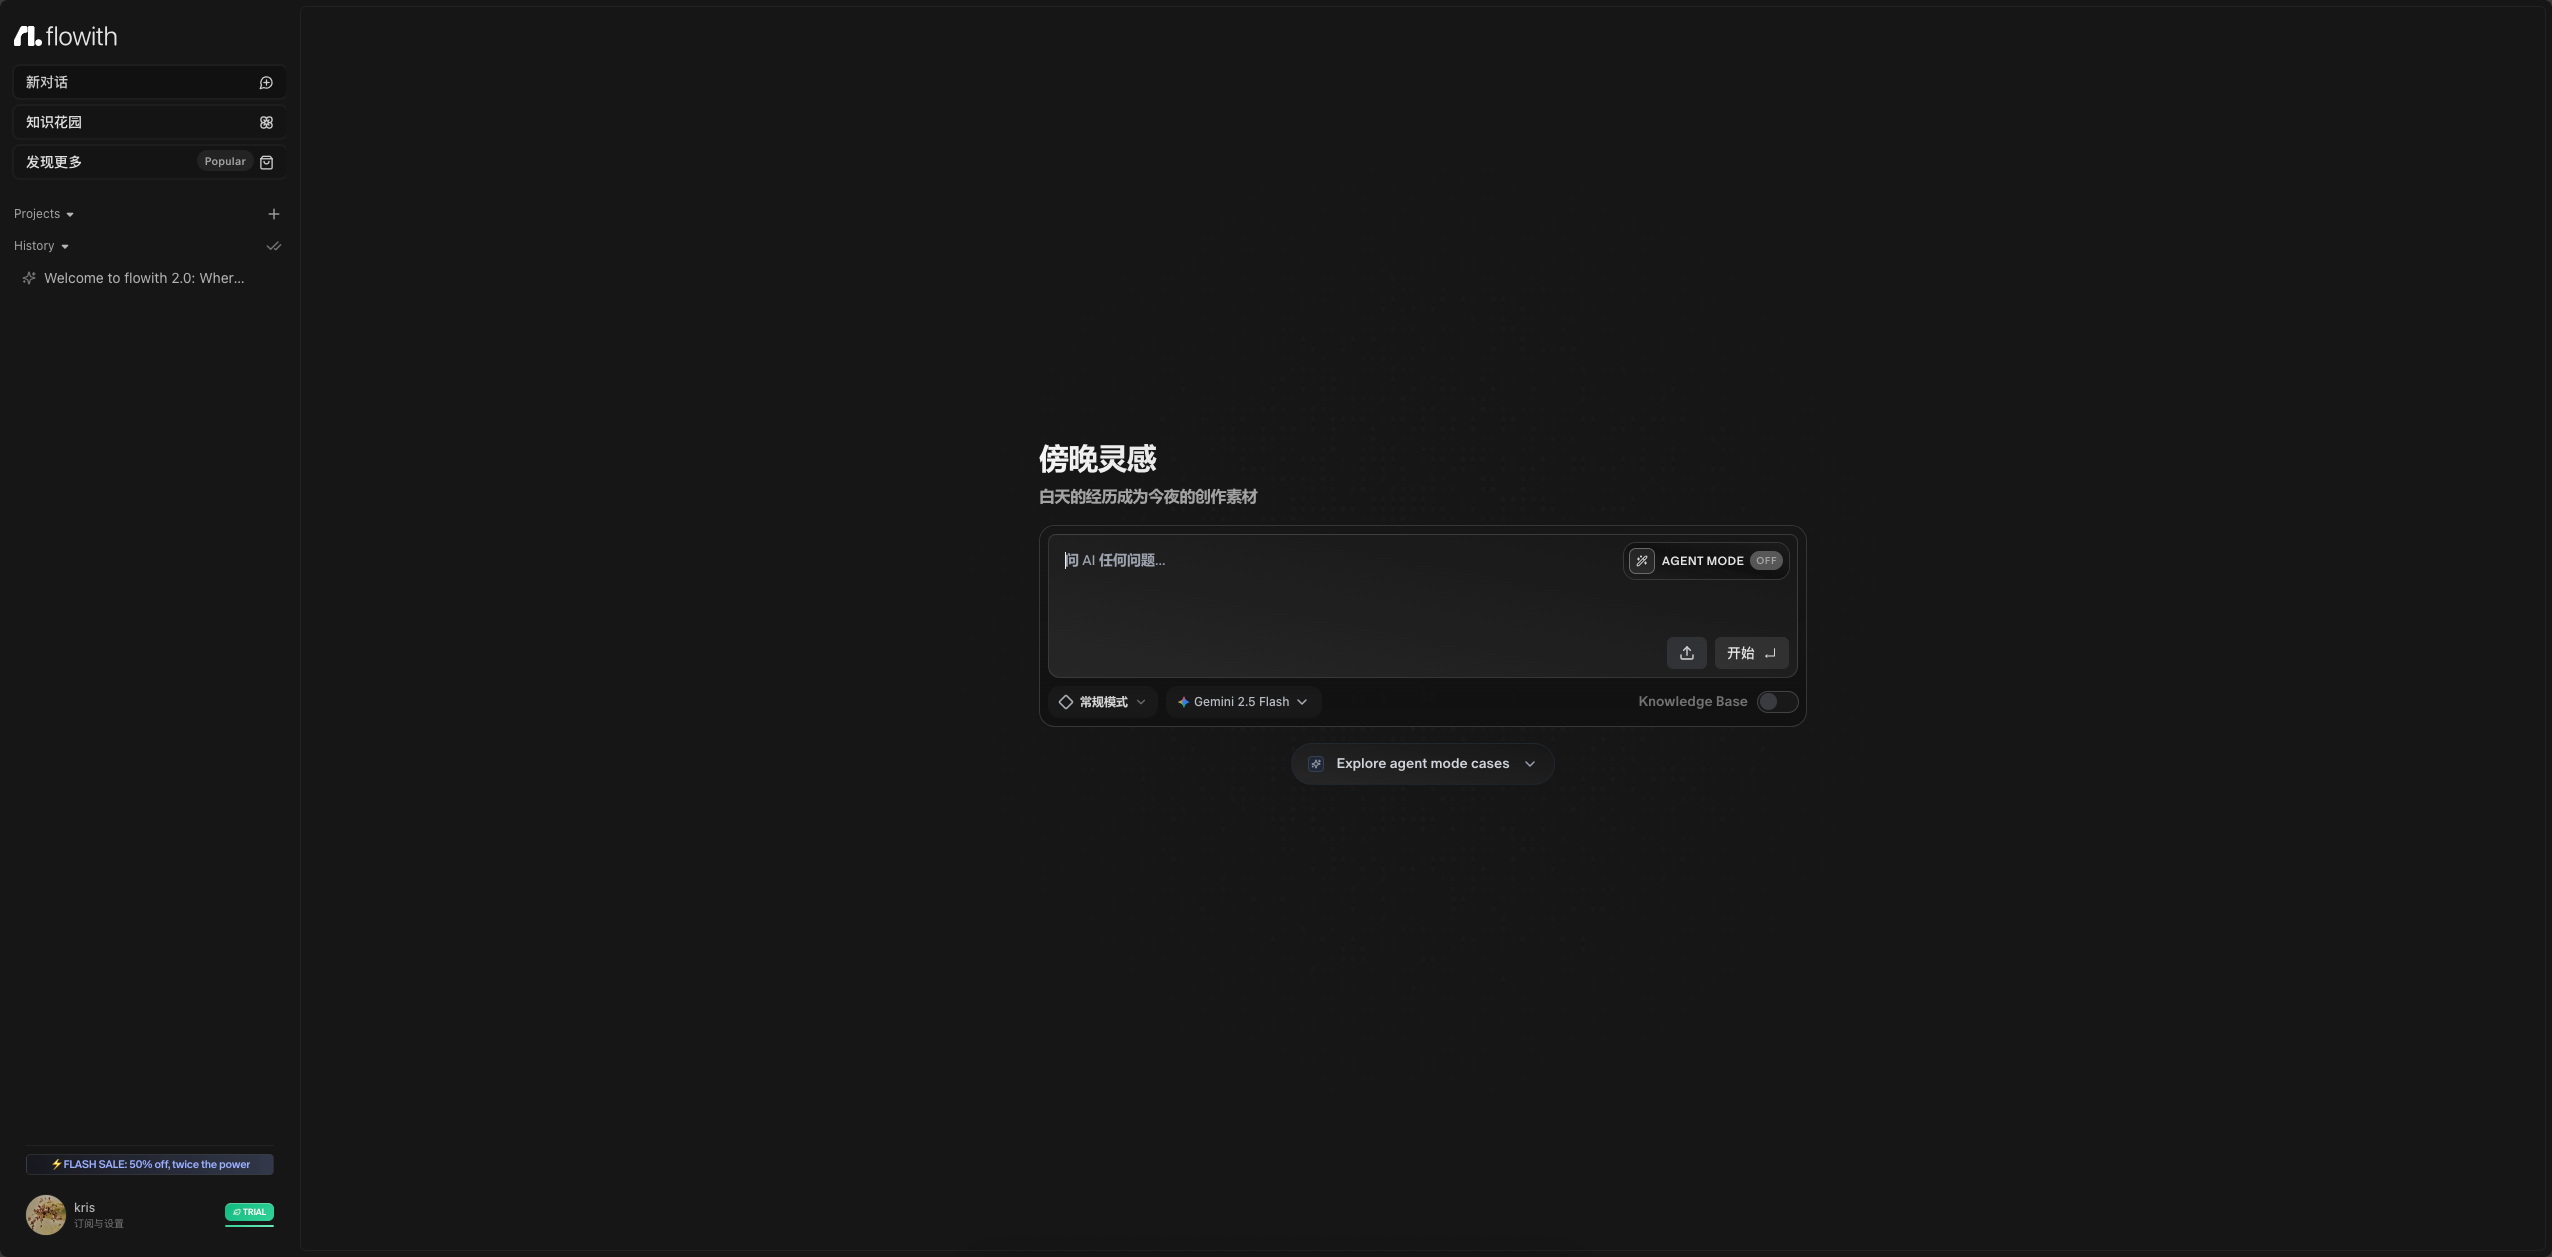 flowith
新对话
知识花园
发现更多 Popular
Projects
History
Welcome to flowith 2.0: Wher...
傍晚灵感
白天的经历成为今夜的创作素材
问 AI 任何问题...
AGENT MODE OFF
开始
常规模式 Gemini 2.5 Flash Knowledge Base
Explore agent mode cases
⚡FLASH SALE: 50% off, twice the power
kris
订阅与设置
TRIAL